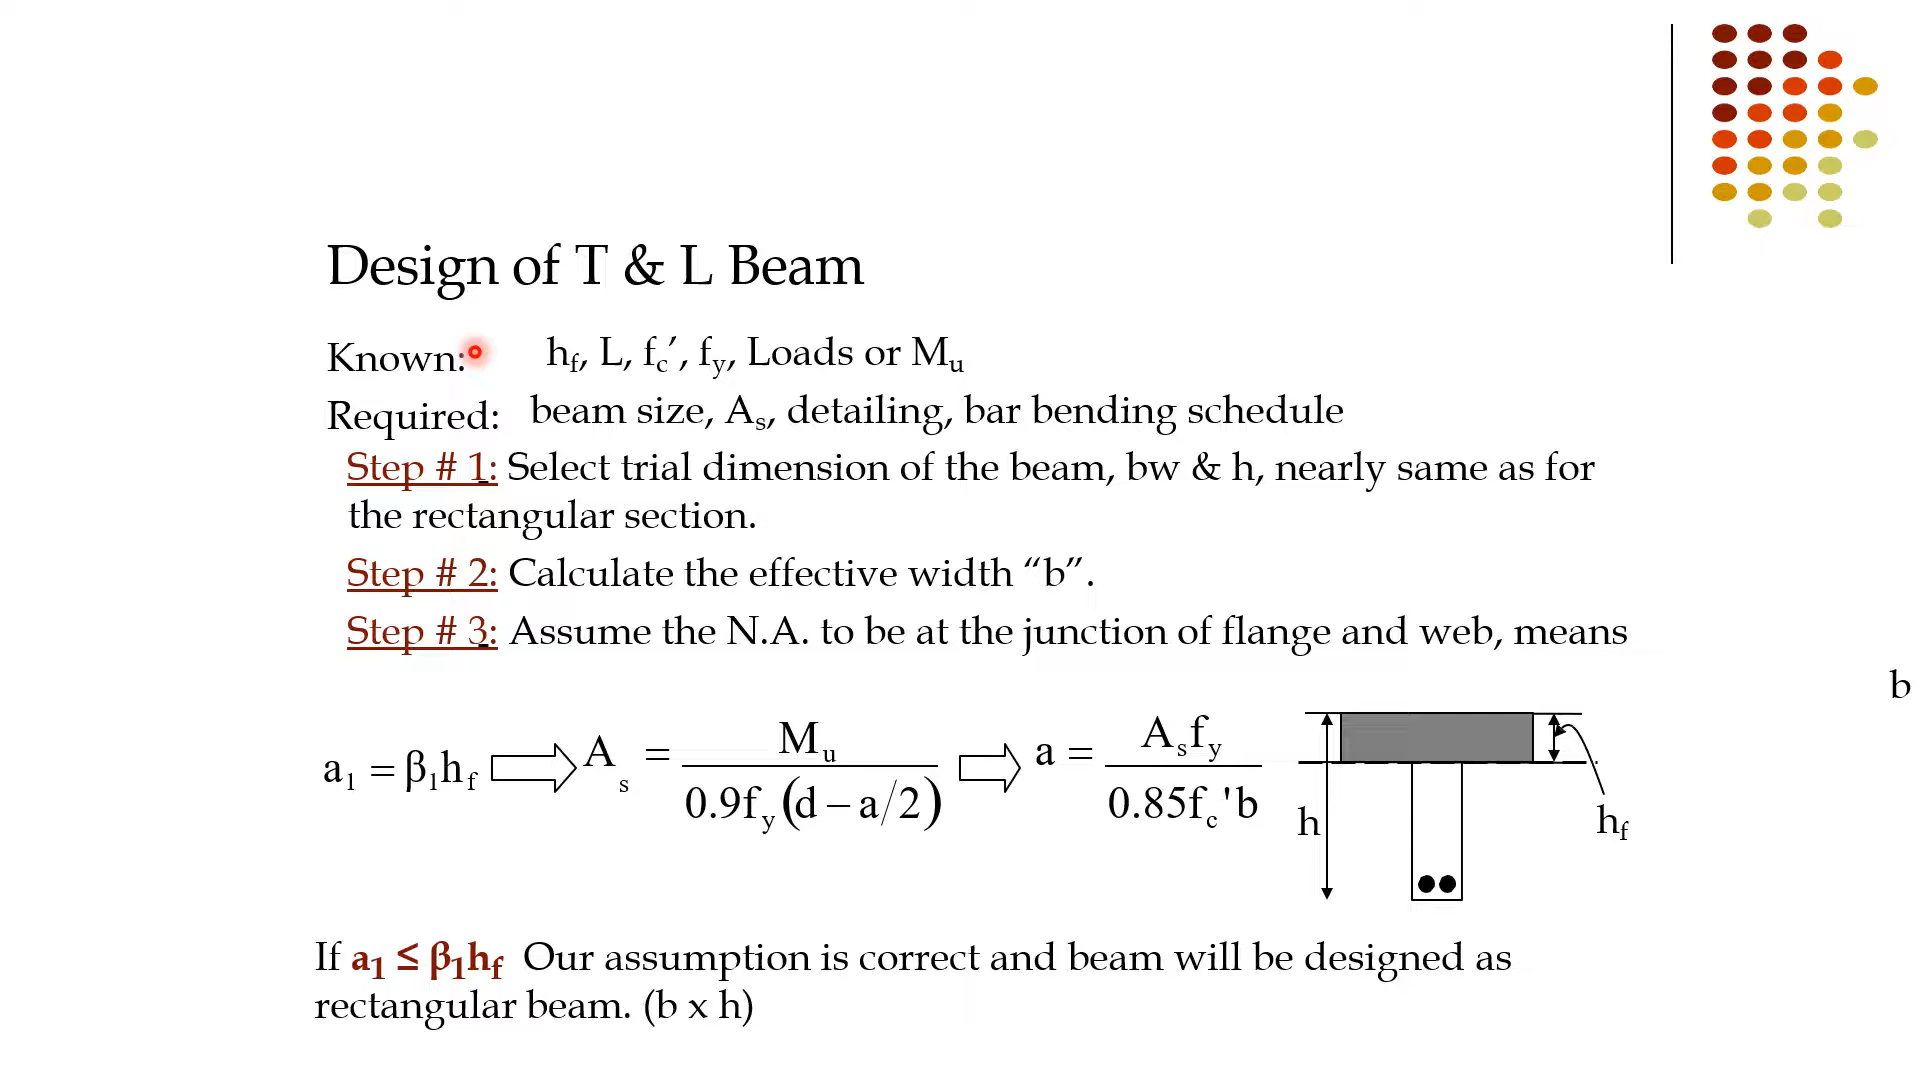 Design of T & L Beam
Known: h_f, L, f_c’, f_y, Loads or M_u
Required: beam size, A_s, detailing, bar bending schedule
Step # 1: Select trial dimension of the beam, bw & h, nearly same as for
the rectangular section.
Step # 2: Calculate the effective width “b”.
Step # 3: Assume the N.A. to be at the junction of flange and web, means
b
a_1 = β_1h_f ⇒ A_s = M_u / 0.9f_y(d − a/2) ⇒ a = A_sf_y / 0.85f_c'b
h
h_f
If a_1 ≤ β_1h_f Our assumption is correct and beam will be designed as
rectangular beam. (b x h)